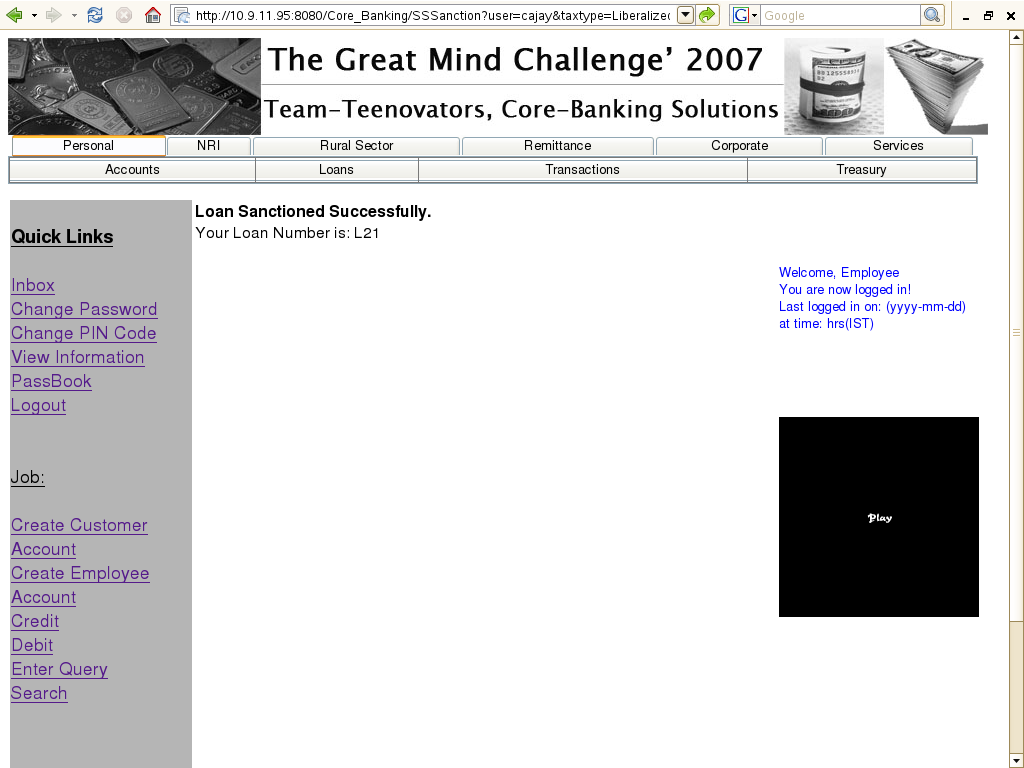 http://10.9.11.95:8080/Core_Banking/SSSanction?user=cajay&taxtype=Liberalized
G
Google
The Great Mind Challenge’ 2007
Team-Teenovators, Core-Banking Solutions
Personal NRI Rural Sector Remittance Corporate Services
Accounts Loans Transactions Treasury
Loan Sanctioned Successfully.
Your Loan Number is: L21
Quick Links
Inbox
Change Password
Change PIN Code
View Information
PassBook
Logout
Job:
Create Customer
Account
Create Employee
Account
Credit
Debit
Enter Query
Search
Welcome, Employee
You are now logged in!
Last logged in on: (yyyy-mm-dd)
at time: hrs(IST)
Play